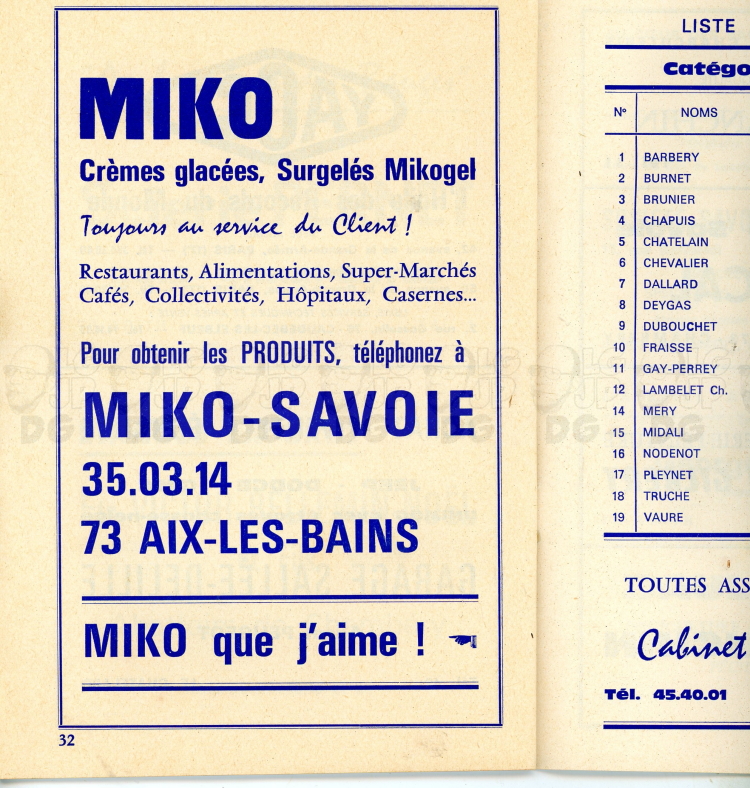 MIKO
Crèmes glacées, Surgelés Mikogel
Toujours au service du Client !
Restaurants, Alimentations, Super-Marchés
Cafés, Collectivités, Hôpitaux, Casernes...
Pour obtenir les PRODUITS, téléphonez à
MIKO-SAVOIE
35.03.14
73 AIX-LES-BAINS
MIKO que j'aime !
32
LISTE
Catégo
N° NOMS
1 BARBERY
2 BURNET
3 BRUNIER
4 CHAPUIS
5 CHATELAIN
6 CHEVALIER
7 DALLARD
8 DEYGAS
9 DUBOUCHET
10 FRAISSE
11 GAY-PERREY
12 LAMBELET Ch.
14 MERY
15 MIDALI
16 NODENOT
17 PLEYNET
18 TRUCHE
19 VAURE
TOUTES ASS
Cabinet
Tél. 45.40.01